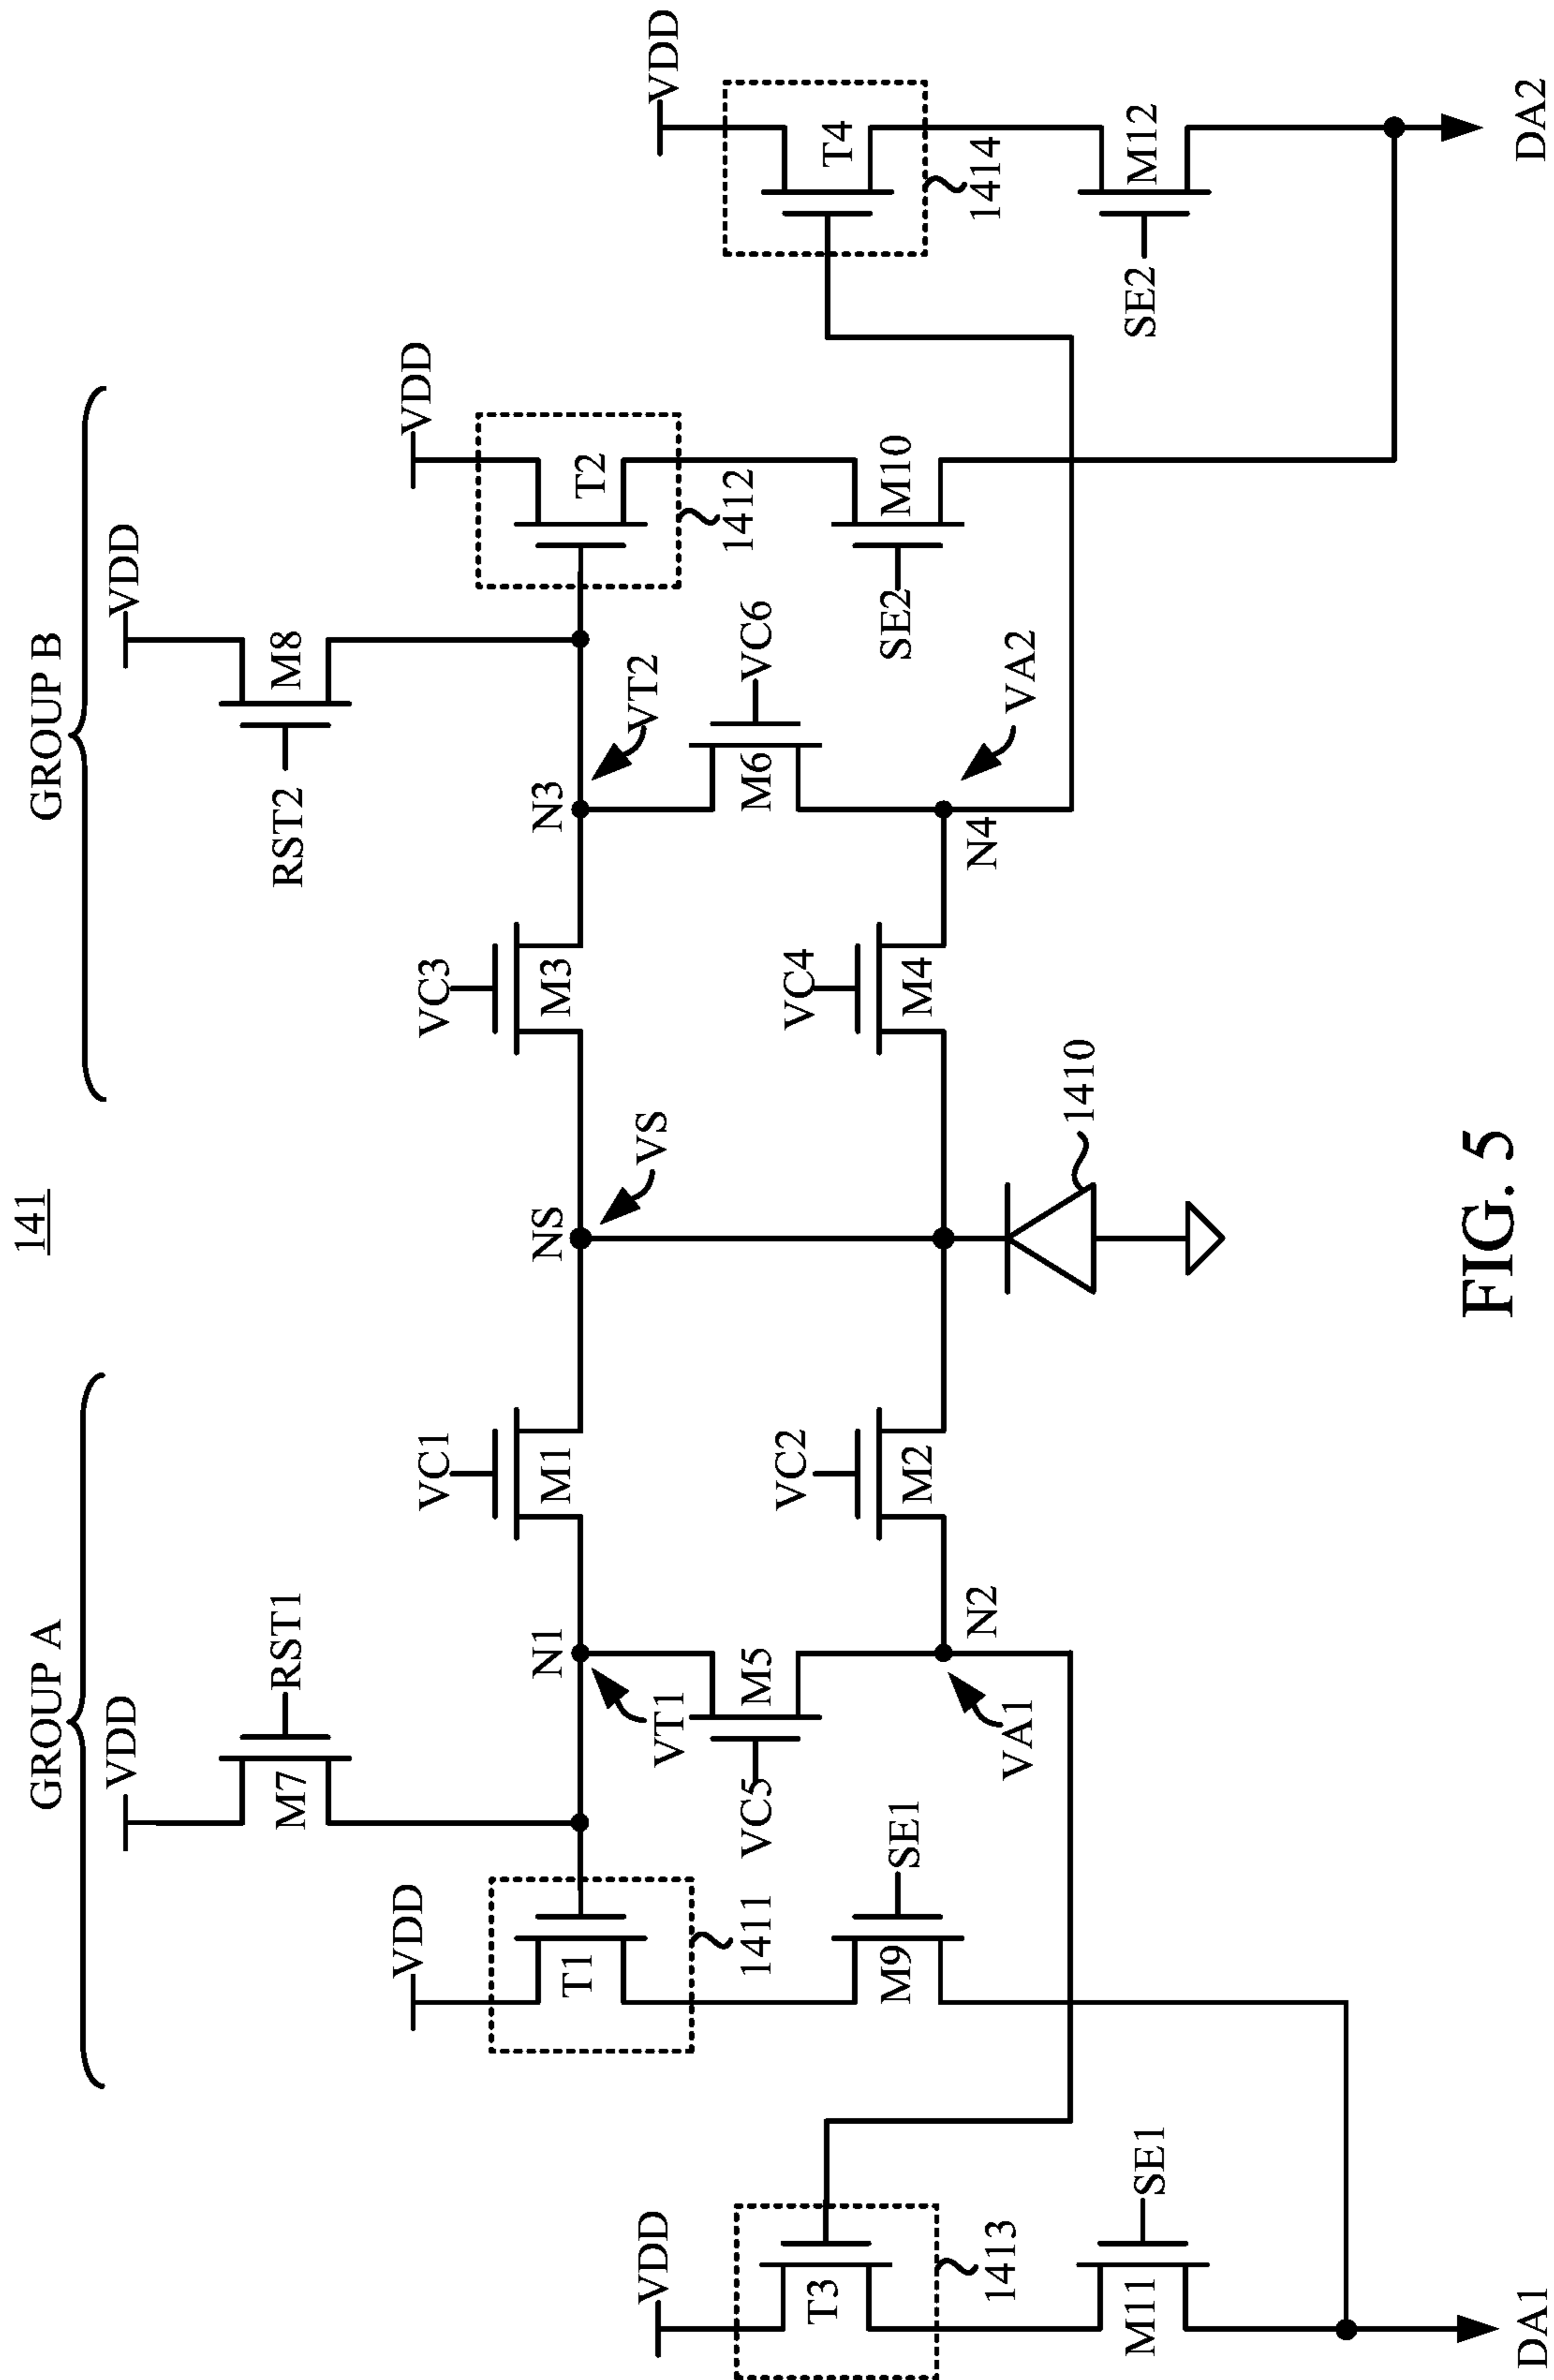 141
GROUP A
GROUP B
VDD
VDD
M7
RST1
RST2
M8
VDD
VC1
VC3
VDD
T1
N1
M1
NS
M3
N3
T2
1411
VT1
VS
VT2
1412
VDD
VDD
VC5
M5
VC2
VC4
M6
VC6
T3
M9
SE1
M2
M4
SE2
M10
T4
1413
VA1
N2
N4
VA2
1414
1410
M11
SE1
SE2
M12
DA1
DA2
FIG. 5